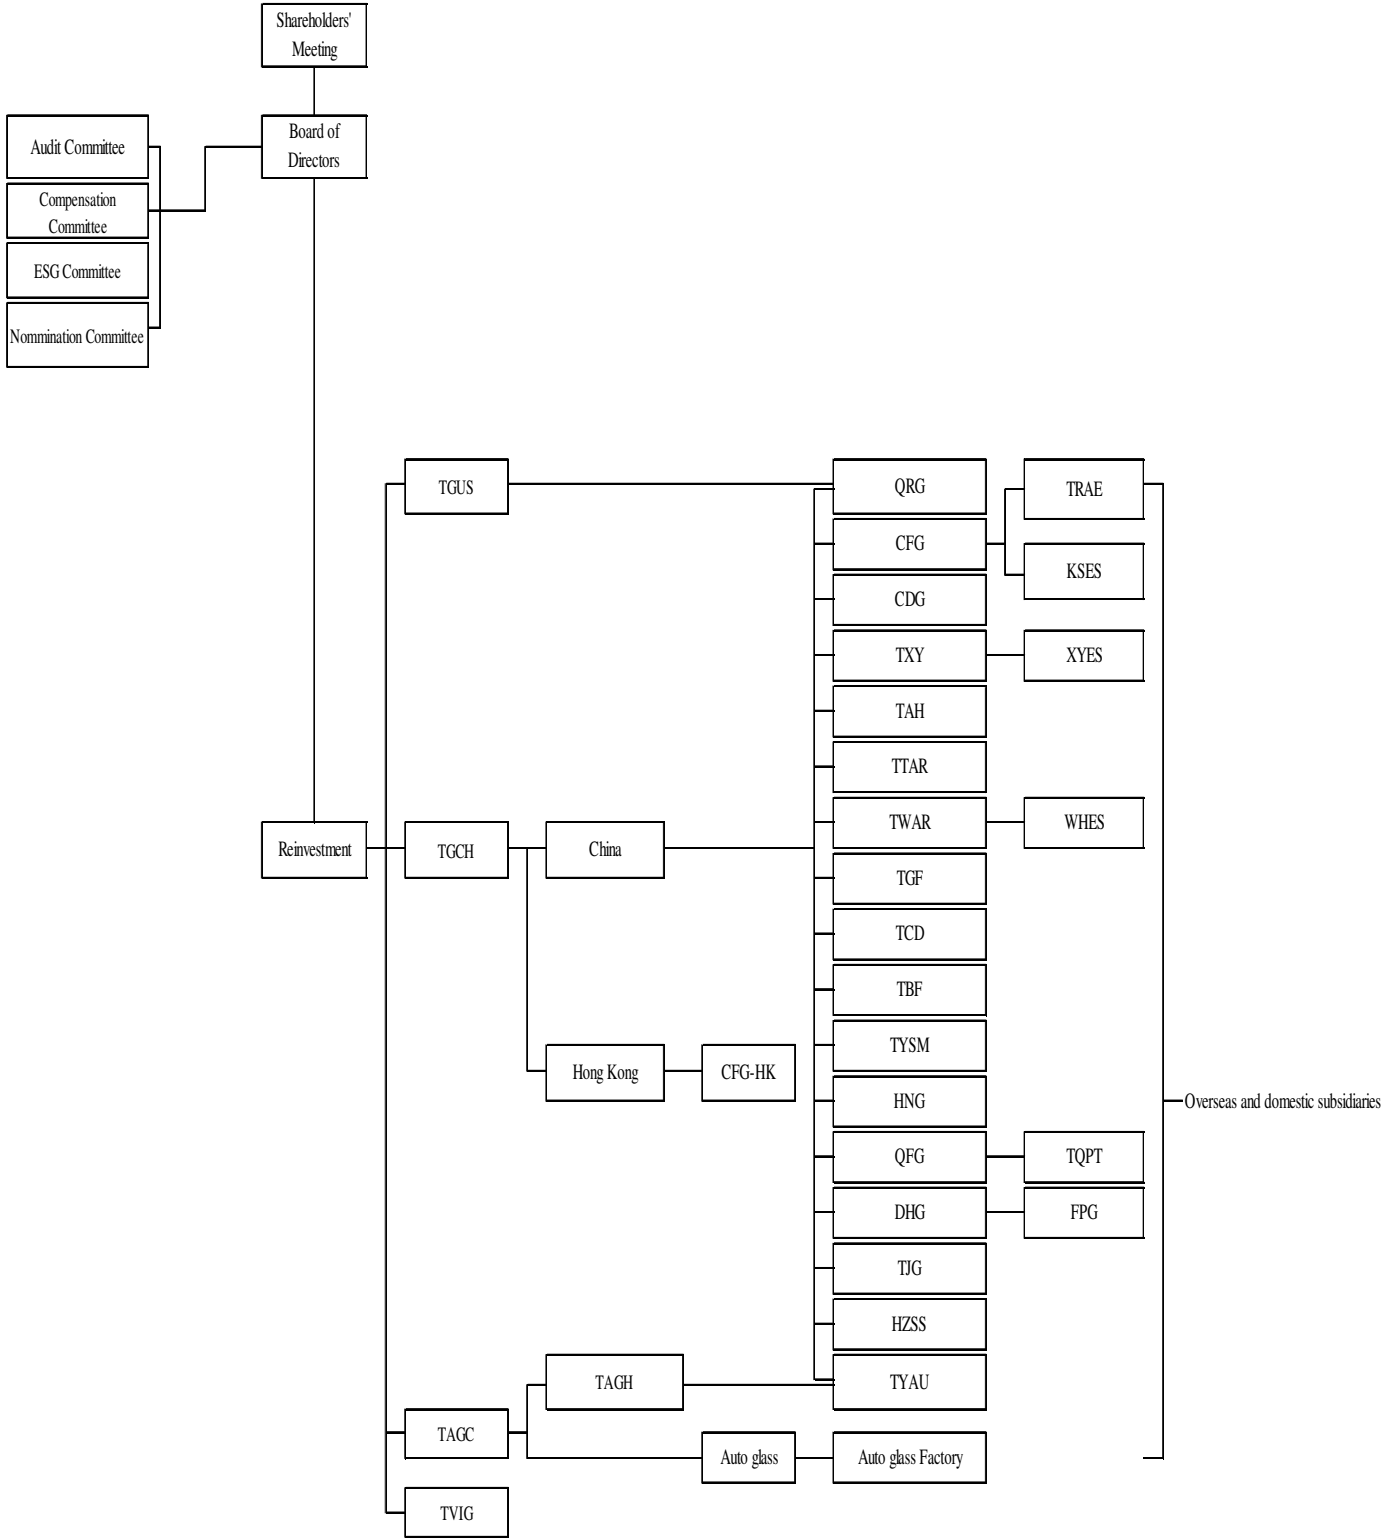 Shareholders'
Meeting
Board of
Directors
Audit Committee
Compensation
Committee
ESG Committee
Nommination Committee
TGUS
QRG
TRAE
CFG
KSES
CDG
TXY
XYES
TAH
TTAR
Reinvestment
TGCH
China
TWAR
WHES
TGF
TCD
TBF
TYSM
Hong Kong
CFG-HK
HNG
Overseas and domestic subsidiaries
QFG
TQPT
DHG
FPG
TJG
HZSS
TAGH
TYAU
TAGC
Auto glass
Auto glass Factory
TVIG